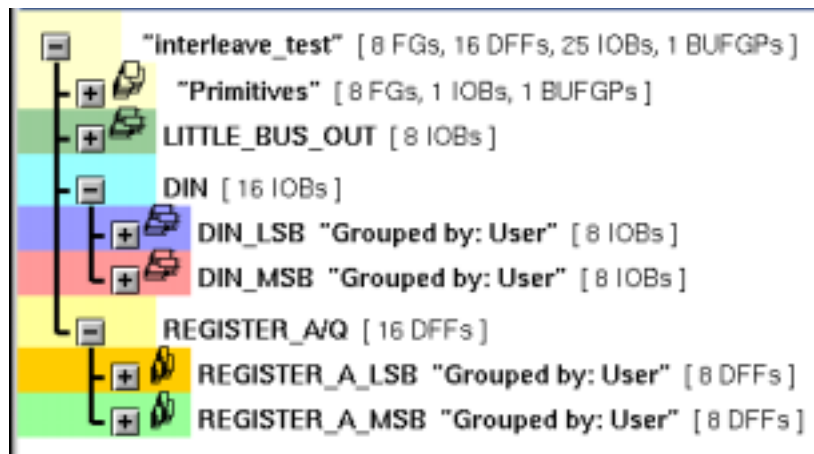 "interleave_test" [ 8 FGs, 16 DFFs, 25 IOBs, 1 BUFGPs ]
"Primitives" [ 8 FGs, 1 IOBs, 1 BUFGPs ]
LITTLE_BUS_OUT [ 8 IOBs ]
DIN [ 16 IOBs ]
DIN_LSB "Grouped by: User" [ 8 IOBs ]
DIN_MSB "Grouped by: User" [ 8 IOBs ]
REGISTER_A/Q [ 16 DFFs ]
REGISTER_A_LSB "Grouped by: User" [ 8 DFFs ]
REGISTER_A_MSB "Grouped by: User" [ 8 DFFs ]